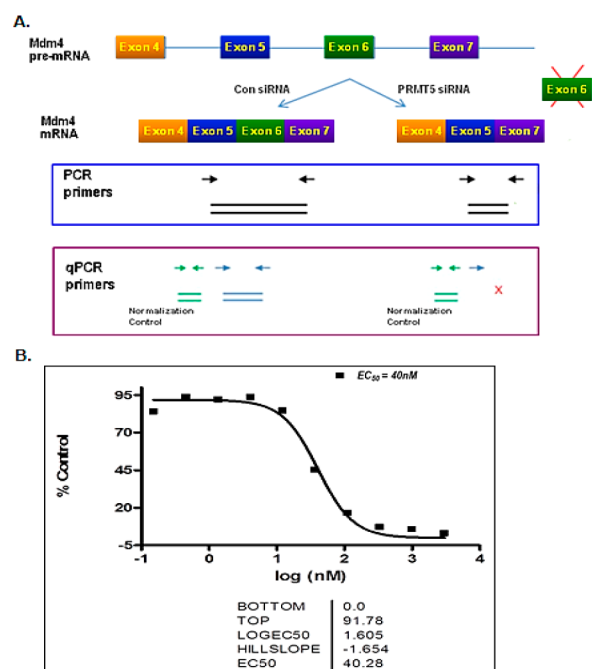 A.
Mdm4
pre-mRNA
Exon 4
Exon 5
Exon 6
Exon 7
Con siRNA
PRMT5 siRNA
Exon 6
Mdm4
mRNA
Exon 4 Exon 5 Exon 6 Exon 7
Exon 4 Exon 5 Exon 7
PCR
primers
qPCR
primers
X
Normalization
Control
Normalization
Control
B.
EC50 = 40nM
% Control
95
70
45
20
-5
-1 0 1 2 3 4
log (nM)
BOTTOM 0.0
TOP 91.78
LOGEC50 1.605
HILLSLOPE -1.654
EC50 40.28